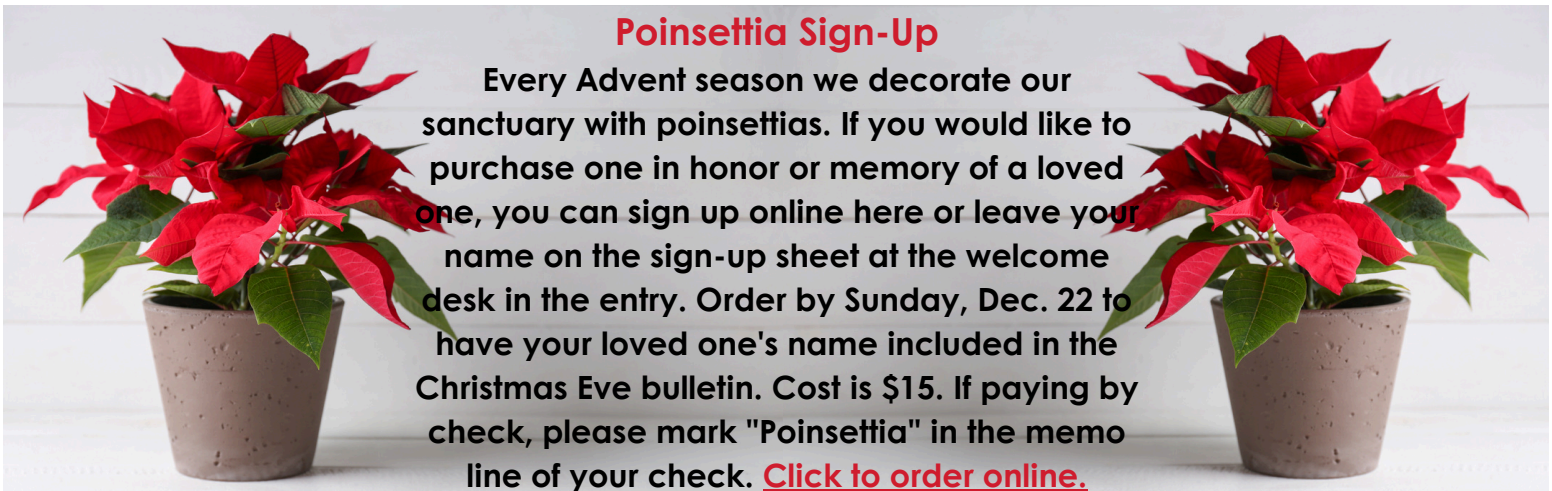 Poinsettia Sign-Up
Every Advent season we decorate our
sanctuary with poinsettias. If you would like to
purchase one in honor or memory of a loved
one, you can sign up online here or leave your
name on the sign-up sheet at the welcome
desk in the entry. Order by Sunday, Dec. 22 to
have your loved one's name included in the
Christmas Eve bulletin. Cost is $15. If paying by
check, please mark "Poinsettia" in the memo
line of your check. Click to order online.